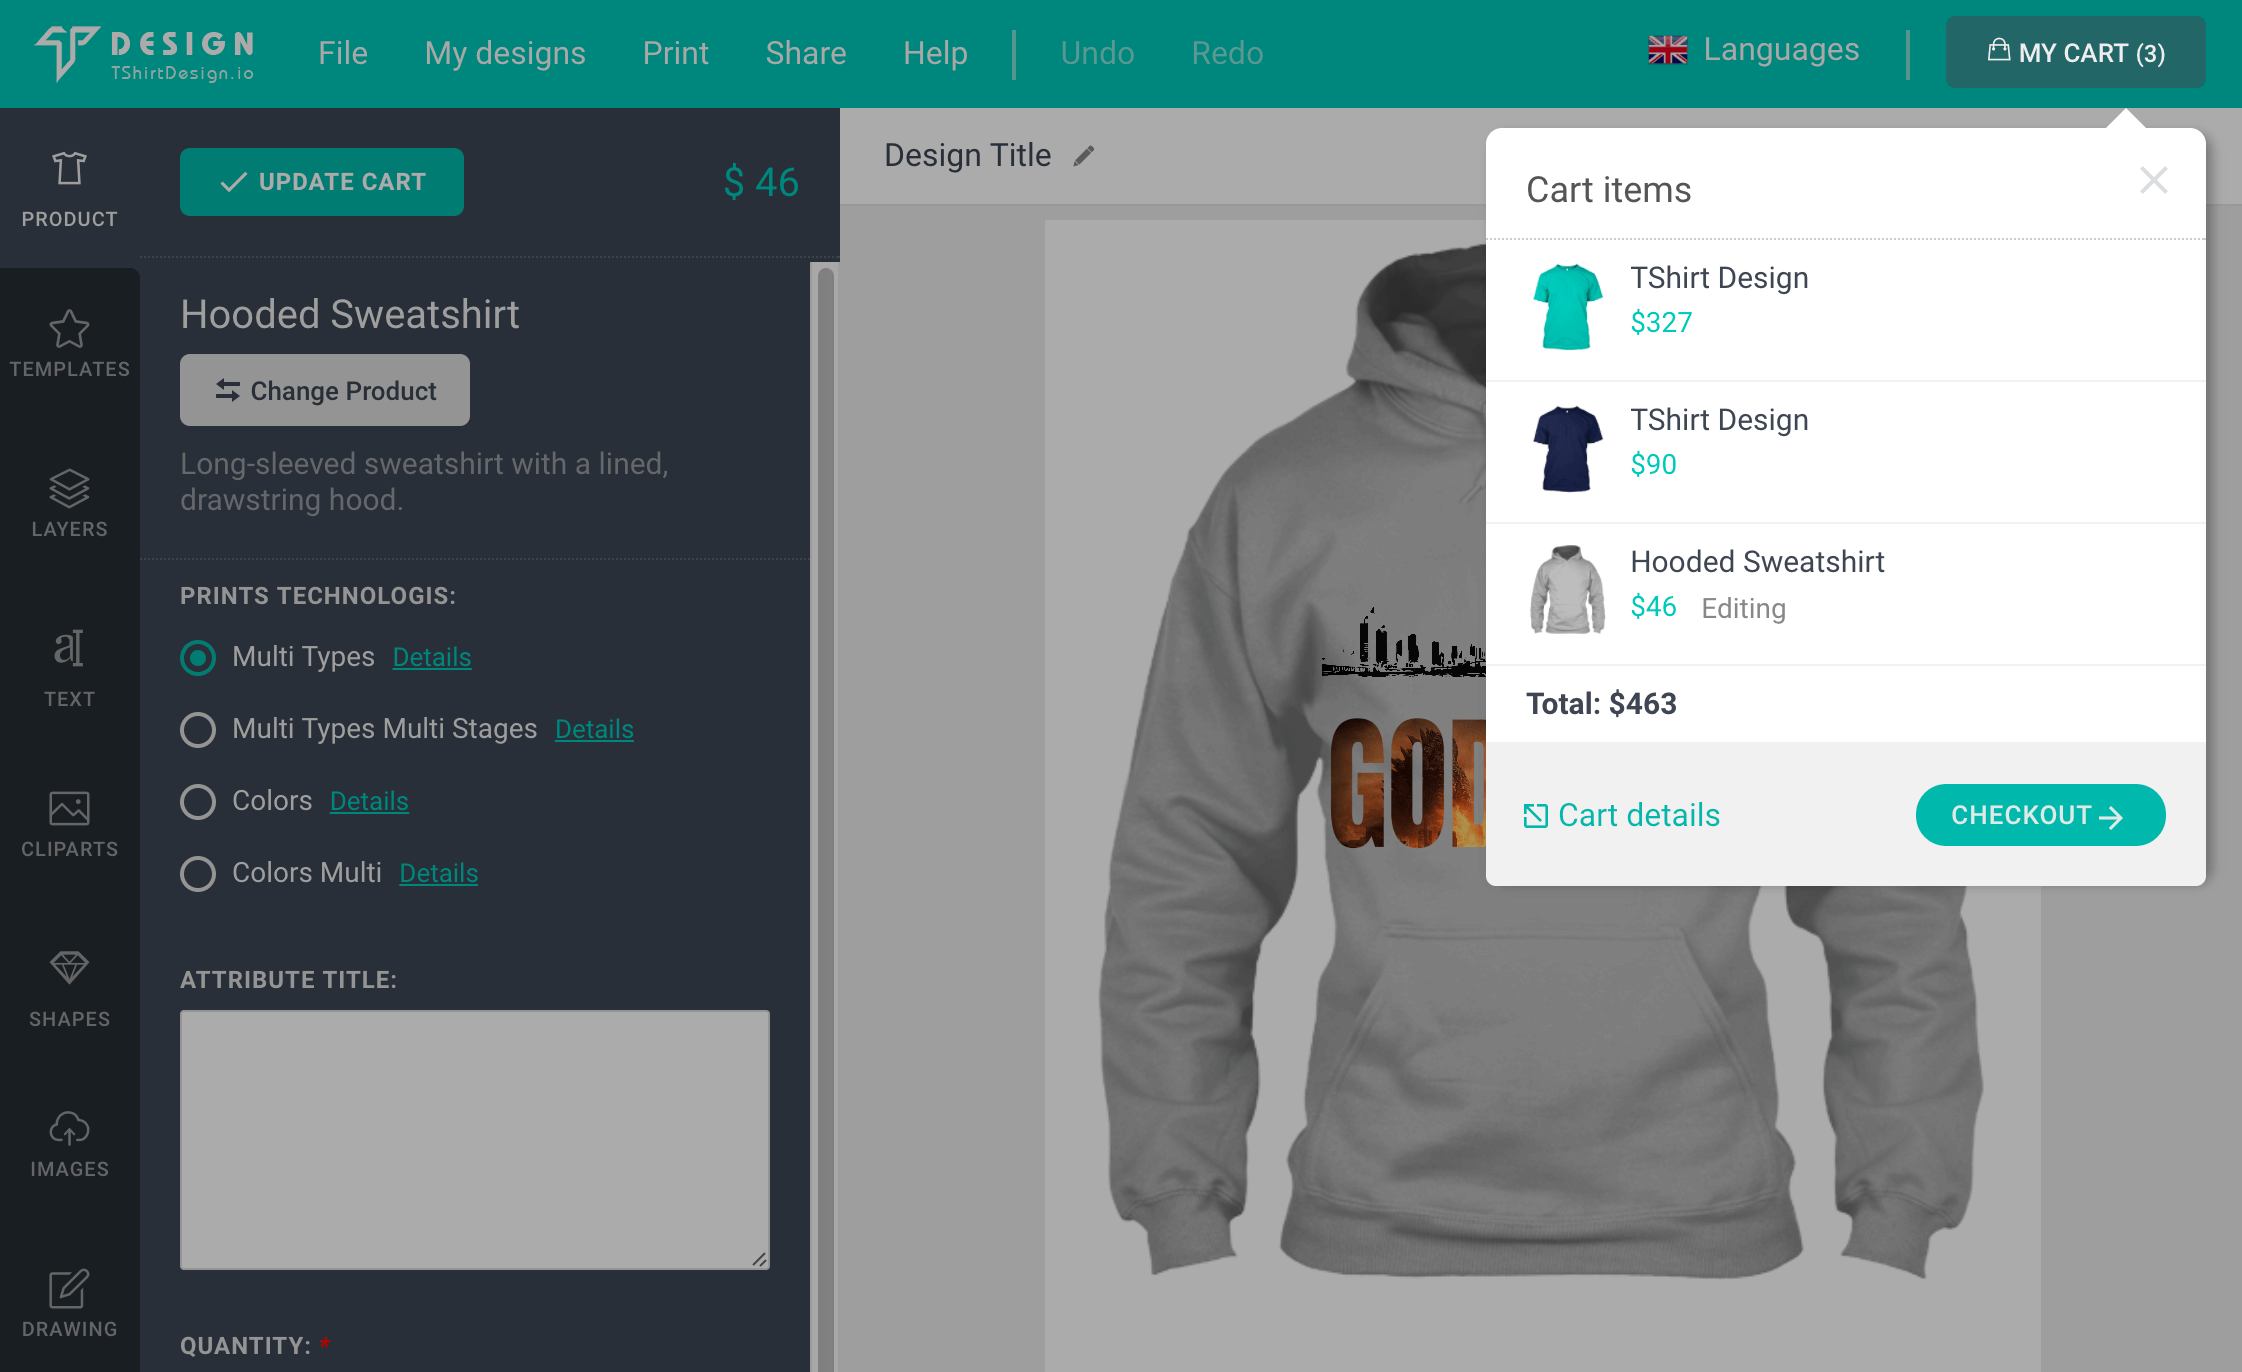 DESIGN
TShirtDesign.io
File
My designs
Print
Share
Help
Undo
Redo
Languages
MY CART (3)
PRODUCT
TEMPLATES
LAYERS
TEXT
CLIPARTS
SHAPES
IMAGES
DRAWING
UPDATE CART
$ 46
Hooded Sweatshirt
Change Product
Long-sleeved sweatshirt with a lined,
drawstring hood.
PRINTS TECHNOLOGIS:
Multi Types Details
Multi Types Multi Stages Details
Colors Details
Colors Multi Details
ATTRIBUTE TITLE:
QUANTITY: *
Design Title
Cart items
TShirt Design
$327
TShirt Design
$90
Hooded Sweatshirt
$46 Editing
Total: $463
Cart details
CHECKOUT